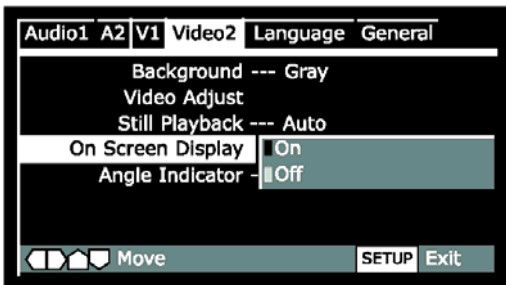 Audio1 A2 V1 Video2 Language General
Background --- Gray
Video Adjust
Still Playback --- Auto
On Screen Display On
Angle Indicator - Off
Move SETUP Exit